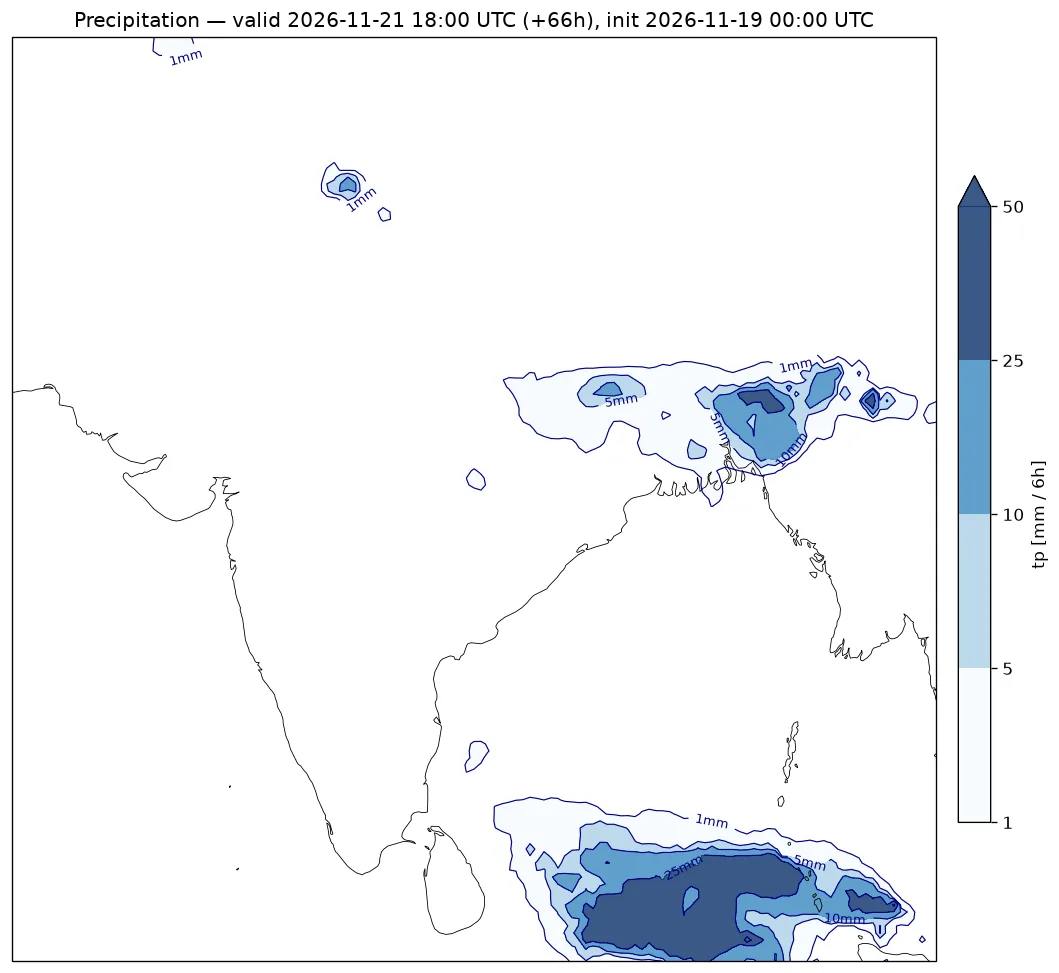 Precipitation — valid 2026-11-21 18:00 UTC (+66h), init 2026-11-19 00:00 UTC
1mm
1mm
1mm
5mm
5mm
10mm
1mm
5mm
25mm
10mm
50
25
10
5
1
tp [mm / 6h]